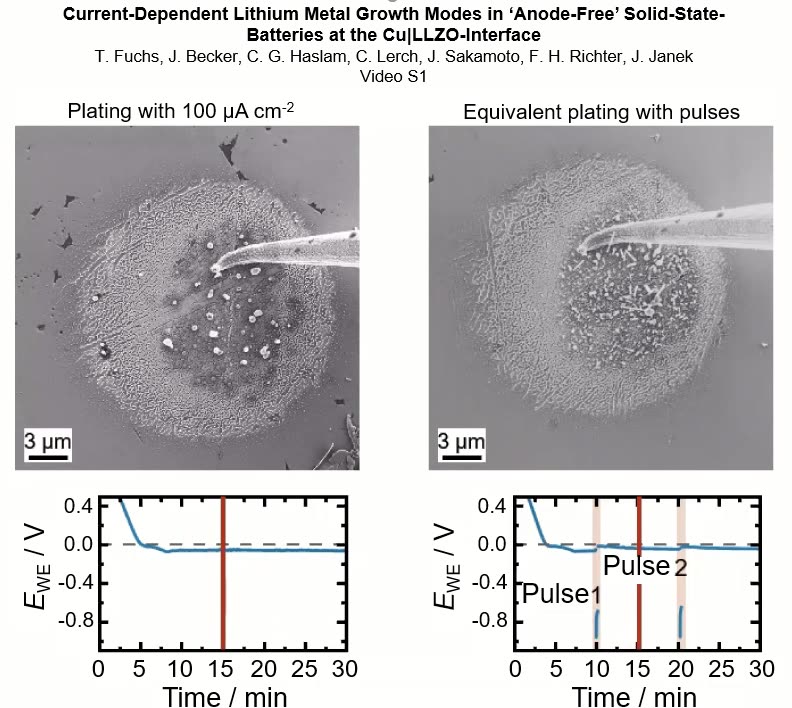 Current-Dependent Lithium Metal Growth Modes in ‘Anode-Free’ Solid-State-
Batteries at the Cu|LLZO-Interface
T. Fuchs, J. Becker, C. G. Haslam, C. Lerch, J. Sakamoto, F. H. Richter, J. Janek
Video S1
Plating with 100 µA cm-2
Equivalent plating with pulses
3 µm
3 µm
0.4
0.0
-0.4
-0.8
EWE / V
0 5 10 15 20 25 30
Time / min
0.4
0.0
-0.4
-0.8
EWE / V
Pulse 2
Pulse1
0 5 10 15 20 25 30
Time / min